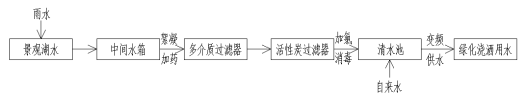 雨水
景观湖水
中间水箱
絮凝
加药
多介质过滤器
活性炭过滤器
加氯
消毒
清水池
变频
供水
绿化浇洒用水
自来水